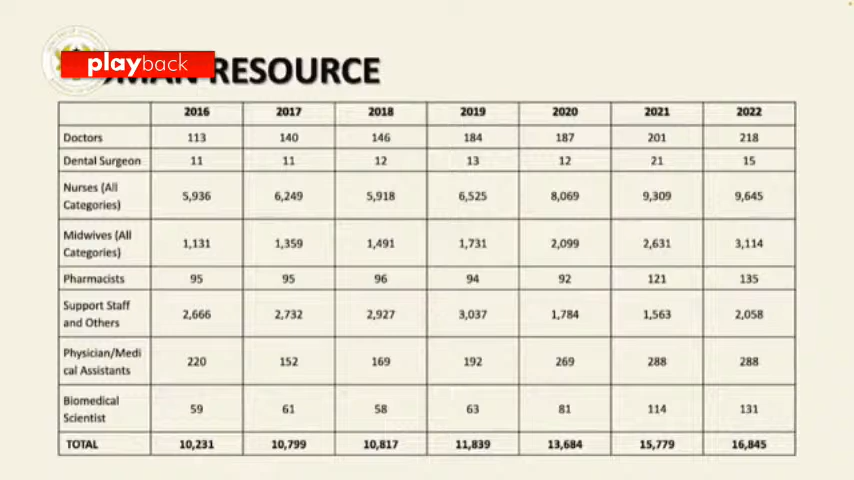 playback
MAN RESOURCE
2016 2017 2018 2019 2020 2021 2022
Doctors 113 140 146 184 187 201 218
Dental Surgeon 11 11 12 13 12 21 15
Nurses (All
Categories) 5,936 6,249 5,918 6,525 8,069 9,309 9,645
Midwives (All
Categories) 1,131 1,359 1,491 1,731 2,099 2,631 3,114
Pharmacists 95 95 96 94 92 121 135
Support Staff
and Others 2,666 2,732 2,927 3,037 1,784 1,563 2,058
Physician/Medi
cal Assistants 220 152 169 192 269 288 288
Biomedical
Scientist 59 61 58 63 81 114 131
TOTAL 10,231 10,799 10,817 11,839 13,684 15,779 16,845